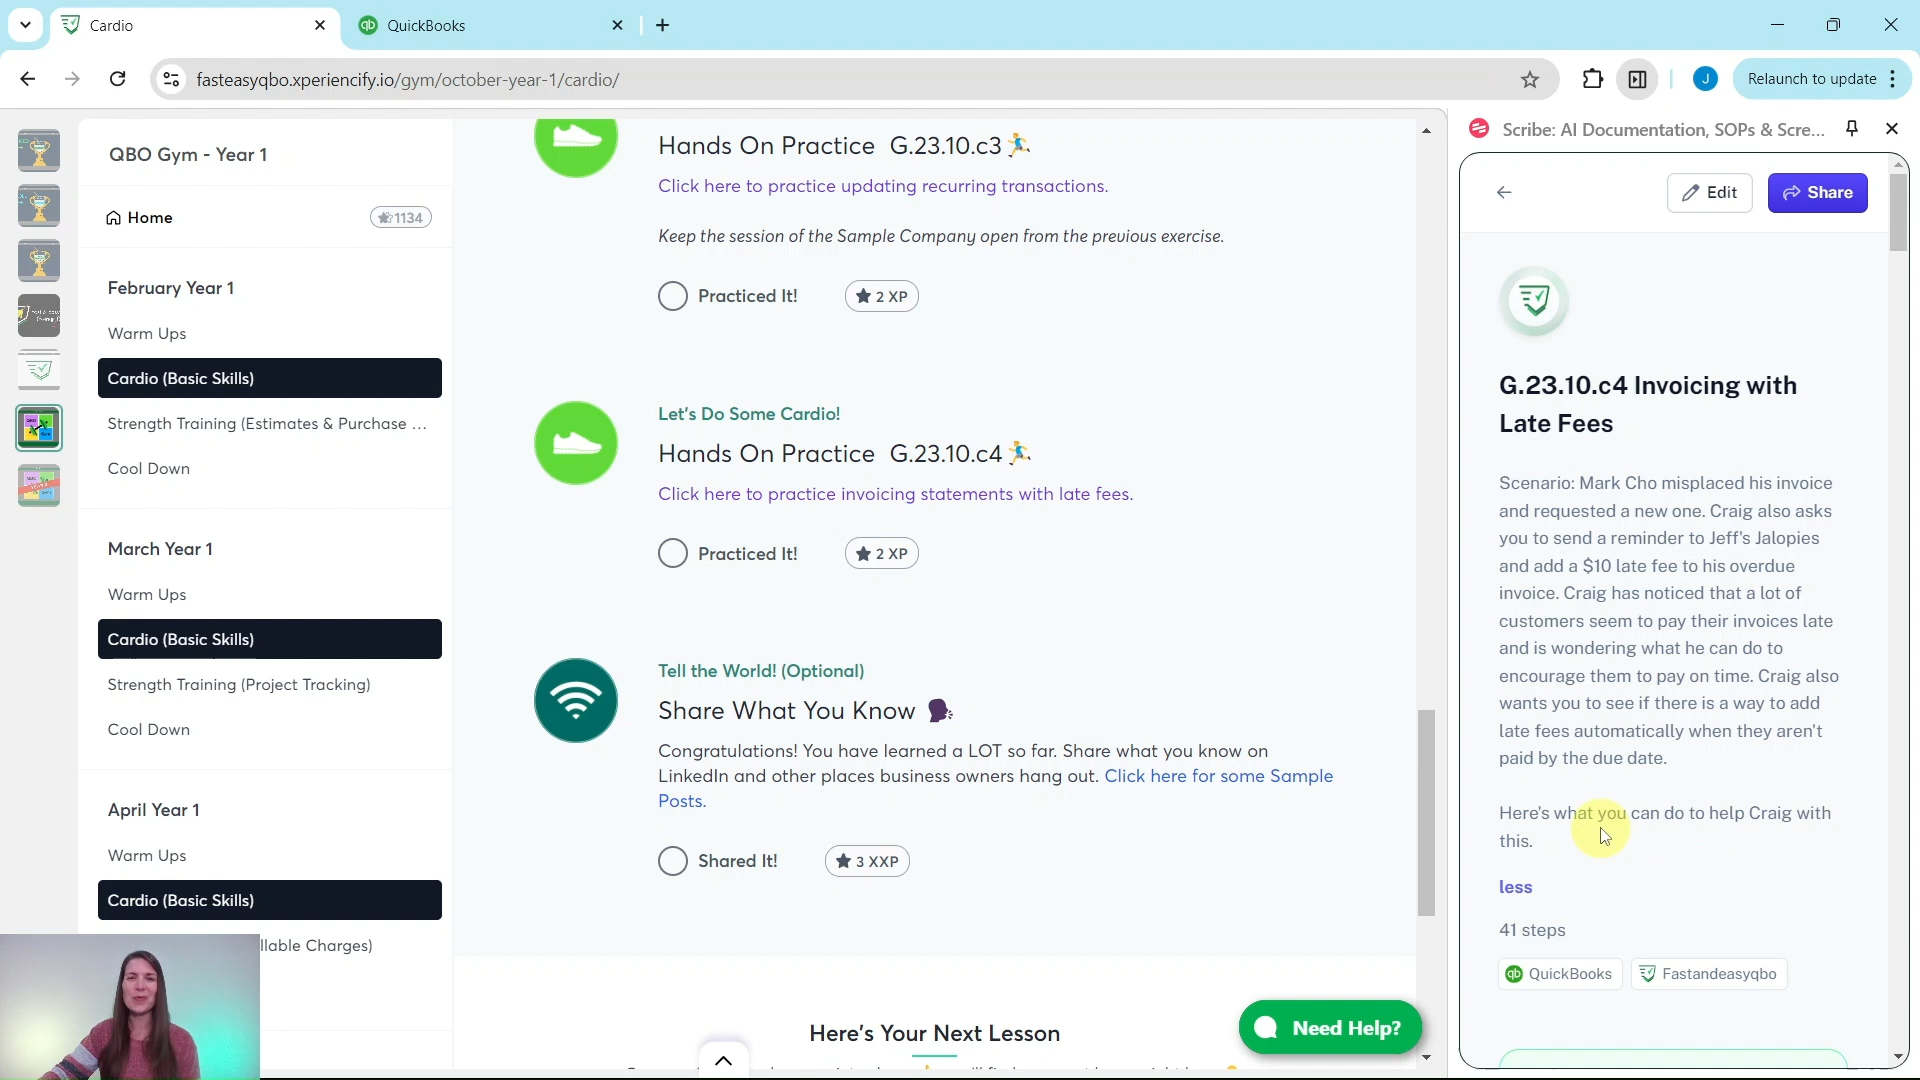 Cardio
QuickBooks
fasteasyqbo.xperiencify.io/gym/october-year-1/cardio/
J
Relaunch to update
QBO Gym - Year 1
Home
1134
February Year 1
Warm Ups
Cardio (Basic Skills)
Strength Training (Estimates & Purchase ...
Cool Down
March Year 1
Warm Ups
Cardio (Basic Skills)
Strength Training (Project Tracking)
Cool Down
April Year 1
Warm Ups
Cardio (Basic Skills)
llable Charges)
Hands On Practice G.23.10.c3
Click here to practice updating recurring transactions.
Keep the session of the Sample Company open from the previous exercise.
Practiced It!
2 XP
Let's Do Some Cardio!
Hands On Practice G.23.10.c4
Click here to practice invoicing statements with late fees.
Practiced It!
2 XP
Tell the World! (Optional)
Share What You Know
Congratulations! You have learned a LOT so far. Share what you know on
LinkedIn and other places business owners hang out. Click here for some Sample
Posts.
Shared It!
3 XXP
Here's Your Next Lesson
Need Help?
Scribe: AI Documentation, SOPs & Scre...
Edit
Share
G.23.10.c4 Invoicing with
Late Fees
Scenario: Mark Cho misplaced his invoice
and requested a new one. Craig also asks
you to send a reminder to Jeff's Jalopies
and add a $10 late fee to his overdue
invoice. Craig has noticed that a lot of
customers seem to pay their invoices late
and is wondering what he can do to
encourage them to pay on time. Craig also
wants you to see if there is a way to add
late fees automatically when they aren't
paid by the due date.
Here's what you can do to help Craig with
this.
less
41 steps
qb QuickBooks
Fastandeasyqbo